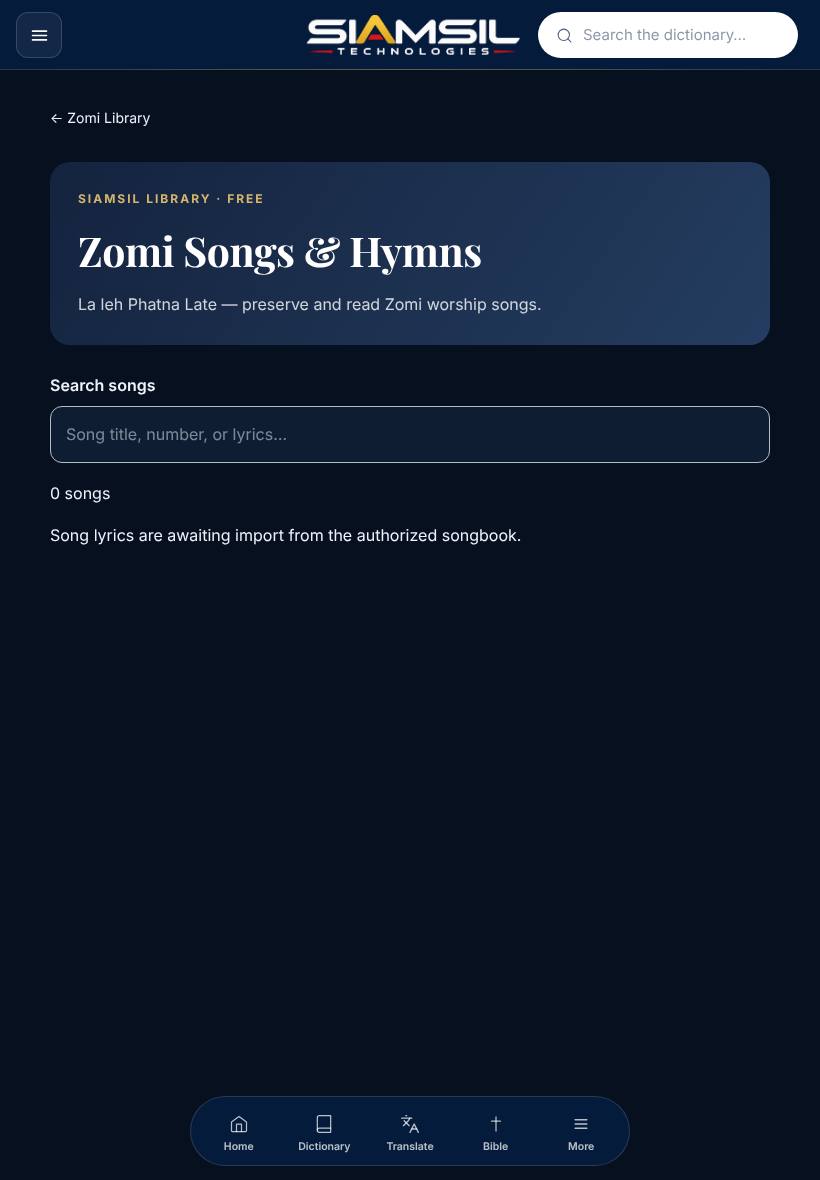 SIAMSIL
TECHNOLOGIES
Search the dictionary...
← Zomi Library
SIAMSIL LIBRARY · FREE
Zomi Songs & Hymns
La leh Phatna Late — preserve and read Zomi worship songs.
Search songs
Song title, number, or lyrics...
0 songs
Song lyrics are awaiting import from the authorized songbook.
Home
Dictionary
Translate
Bible
More